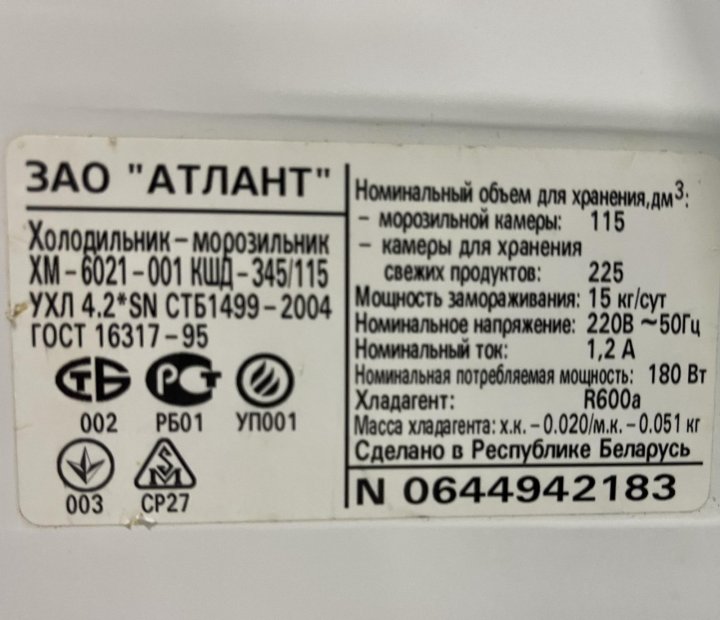 ЗАО "АТЛАНТ"
Холодильник – морозильник
ХМ – 6021 – 001 КШД – 345/115
УХЛ 4.2*SN СТБ1499 – 2004
ГОСТ 16317 – 95
СТБ РСТ
002 РБ01 УП001
003 СР27
Номинальный объем для хранения, дм³:
– морозильной камеры: 115
– камеры для хранения
свежих продуктов: 225
Мощность замораживания: 15 кг/сут
Номинальное напряжение: 220В ~50Гц
Номинальный ток: 1,2 А
Номинальная потребляемая мощность: 180 Вт
Хладагент: R600a
Масса хладагента: х.к. – 0.020/м.к. – 0.051 кг
Сделано в Республике Беларусь
N 0644942183